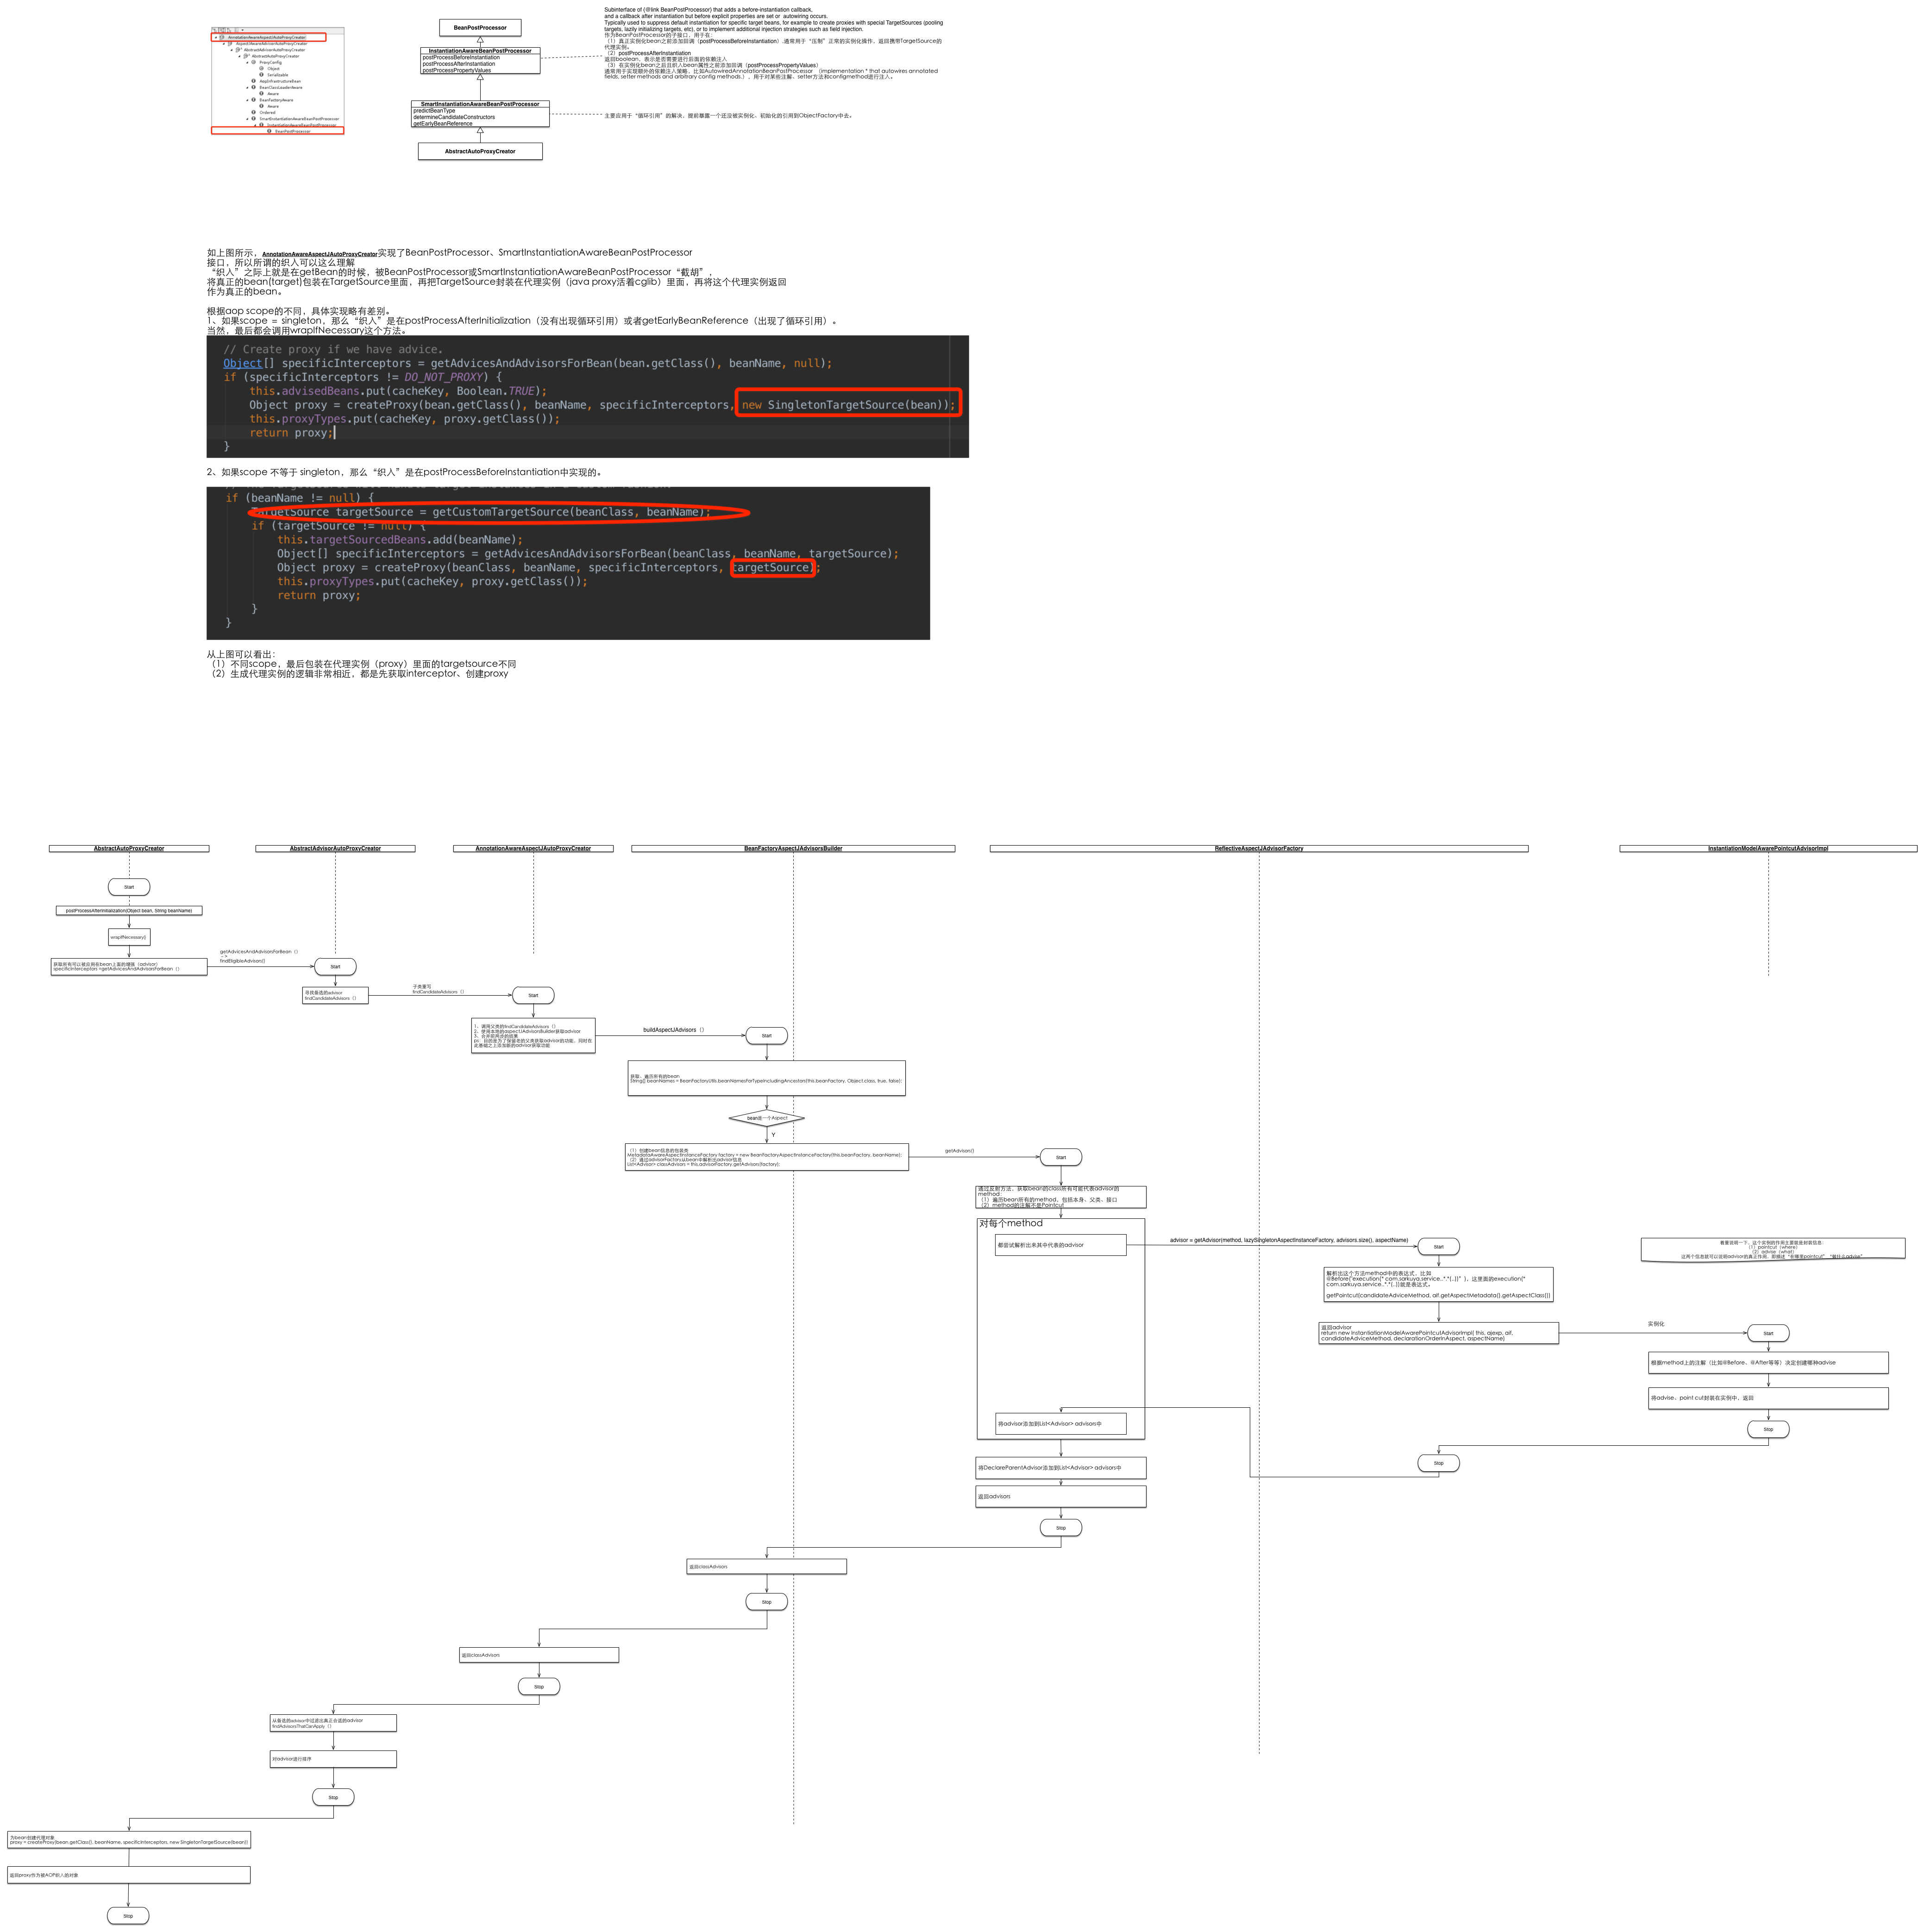 AnnotationAwareAspectJAutoProxyCreator
AspectJAwareAdvisorAutoProxyCreator
AbstractAdvisorAutoProxyCreator
AbstractAutoProxyCreator
ProxyConfig
Object
Serializable
AopInfrastructureBean
BeanClassLoaderAware
Aware
BeanFactoryAware
Aware
Ordered
SmartInstantiationAwareBeanPostProcessor
InstantiationAwareBeanPostProcessor
BeanPostProcessor
BeanPostProcessor
InstantiationAwareBeanPostProcessor
postProcessBeforeInstantiation
postProcessAfterInstantiation
postProcessPropertyValues
SmartInstantiationAwareBeanPostProcessor
predictBeanType
determineCandidateConstructors
getEarlyBeanReference
AbstractAutoProxyCreator
Subinterface of {@link BeanPostProcessor} that adds a before-instantiation callback,
and a callback after instantiation but before explicit properties are set or autowiring occurs.
Typically used to suppress default instantiation for specific target beans, for example to create proxies with special TargetSources (pooling
targets, lazily initializing targets, etc), or to implement additional injection strategies such as field injection.
作为BeanPostProcessor的子接口，用于在:
（1）真正实例化bean之前添加回调（postProcessBeforeInstantiation）,通常用于“压制”正常的实例化操作，返回携带TargetSource的
代理实例。
（2）postProcessAfterInstantiation
返回boolean，表示是否需要进行后面的依赖注入
（3）在实例化bean之后且织入bean属性之前添加回调（postProcessPropertyValues）
通常用于实现额外的依赖注入策略，比如AutowiredAnnotationBeanPostProcessor （implementation * that autowires annotated
fields, setter methods and arbitrary config methods.），用于对某些注解、setter方法和configmethod进行注入。
主要应用于“循环引用”的解决，提前暴露一个还没被实例化、初始化的引用到ObjectFactory中去。
如上图所示，AnnotationAwareAspectJAutoProxyCreator实现了BeanPostProcessor、SmartInstantiationAwareBeanPostProcessor
接口，所以所谓的织入可以这么理解
“织入”之际上就是在getBean的时候，被BeanPostProcessor或SmartInstantiationAwareBeanPostProcessor“截胡”，
将真正的bean(target)包装在TargetSource里面，再把TargetSource封装在代理实例（java proxy活着cglib）里面，再将这个代理实例返回
作为真正的bean。
根据aop scope的不同，具体实现略有差别。
1、如果scope = singleton，那么“织入”是在postProcessAfterInitialization（没有出现循环引用）或者getEarlyBeanReference（出现了循环引用）。
当然，最后都会调用wrapIfNecessary这个方法。
// Create proxy if we have advice.
Object[] specificInterceptors = getAdvicesAndAdvisorsForBean(bean.getClass(), beanName, null);
if (specificInterceptors != DO_NOT_PROXY) {
this.advisedBeans.put(cacheKey, Boolean.TRUE);
Object proxy = createProxy(bean.getClass(), beanName, specificInterceptors, new SingletonTargetSource(bean));
this.proxyTypes.put(cacheKey, proxy.getClass());
return proxy;
}
2、如果scope 不等于 singleton，那么“织入”是在postProcessBeforeInstantiation中实现的。
if (beanName != null) {
TargetSource targetSource = getCustomTargetSource(beanClass, beanName);
if (targetSource != null) {
this.targetSourcedBeans.add(beanName);
Object[] specificInterceptors = getAdvicesAndAdvisorsForBean(beanClass, beanName, targetSource);
Object proxy = createProxy(beanClass, beanName, specificInterceptors, targetSource);
this.proxyTypes.put(cacheKey, proxy.getClass());
return proxy;
}
}
从上图可以看出：
（1）不同scope，最后包装在代理实例（proxy）里面的targetsource不同
（2）生成代理实例的逻辑非常相近，都是先获取interceptor、创建proxy
AbstractAutoProxyCreator
AbstractAdvisorAutoProxyCreator
AnnotationAwareAspectJAutoProxyCreator
BeanFactoryAspectJAdvisorsBuilder
ReflectiveAspectJAdvisorFactory
InstantiationModelAwarePointcutAdvisorImpl
Start
postProcessAfterInitialization(Object bean, String beanName)
wrapIfNecessary()
获取所有可以被应用在bean上面的增强（advisor）
specificInterceptors =getAdvicesAndAdvisorsForBean（）
getAdvicesAndAdvisorsForBean（）
-->
findEligibleAdvisors()
Start
寻找备选的advisor
findCandidateAdvisors（）
子类重写
findCandidateAdvisors（）
Start
1、调用父类的findCandidateAdvisors（）
2、使用本地的aspectJAdvisorsBuilder获取advisor
3、合并前两步的结果
ps：目的是为了保留老的父类获取advisor的功能，同时在
此基础之上添加新的advisor获取功能
buildAspectJAdvisors（）
Start
获取、遍历所有的bean
String[] beanNames = BeanFactoryUtils.beanNamesForTypeIncludingAncestors(this.beanFactory, Object.class, true, false);
bean是一个Aspect
Y
（1）创建bean信息的包装类
MetadataAwareAspectInstanceFactory factory = new BeanFactoryAspectInstanceFactory(this.beanFactory, beanName);
（2）通过advisorFactory从bean中解析出advisor信息
List<Advisor> classAdvisors = this.advisorFactory.getAdvisors(factory);
getAdvisors()
Start
通过反射方法，获取bean的class所有可能代表advisor的
method：
（1）遍历bean所有的method，包括本身、父类、接口
（2）method的注解不是Pointcut
对每个method
都尝试解析出来其中代表的advisor
advisor = getAdvisor(method, lazySingletonAspectInstanceFactory, advisors.size(), aspectName)
Start
解析出这个方法method中的表达式，比如
@Before("execution(* com.sarkuya.service..*.*(..))" )，这里面的execution(*
com.sarkuya.service..*.*(..))就是表达式。
getPointcut(candidateAdviceMethod, aif.getAspectMetadata().getAspectClass())
返回advisor
return new InstantiationModelAwarePointcutAdvisorImpl( this, ajexp, aif,
candidateAdviceMethod, declarationOrderInAspect, aspectName)
实例化
着重说明一下，这个实例的作用主要就是封装信息：
（1）pointcut（where）
（2）advise（what）
这两个信息就可以说明advisor的真正作用，即描述“在哪里pointcut”“做什么advise”
Start
根据method上的注解（比如@Before、@After等等）决定创建哪种advise
将advise、point cut封装在实例中，返回
Stop
Stop
将advisor添加到List<Advisor> advisors中
将DeclareParentAdvisor添加到List<Advisor> advisors中
返回advisors
Stop
返回classAdvisors
Stop
返回classAdvisors
Stop
从备选的advisor中过滤出真正合适的advisor
findAdvisorsThatCanApply（）
对advisor进行排序
Stop
为bean创建代理对象
proxy = createProxy(bean.getClass(), beanName, specificInterceptors, new SingletonTargetSource(bean))
返回proxy作为被AOP织入的对象
Stop